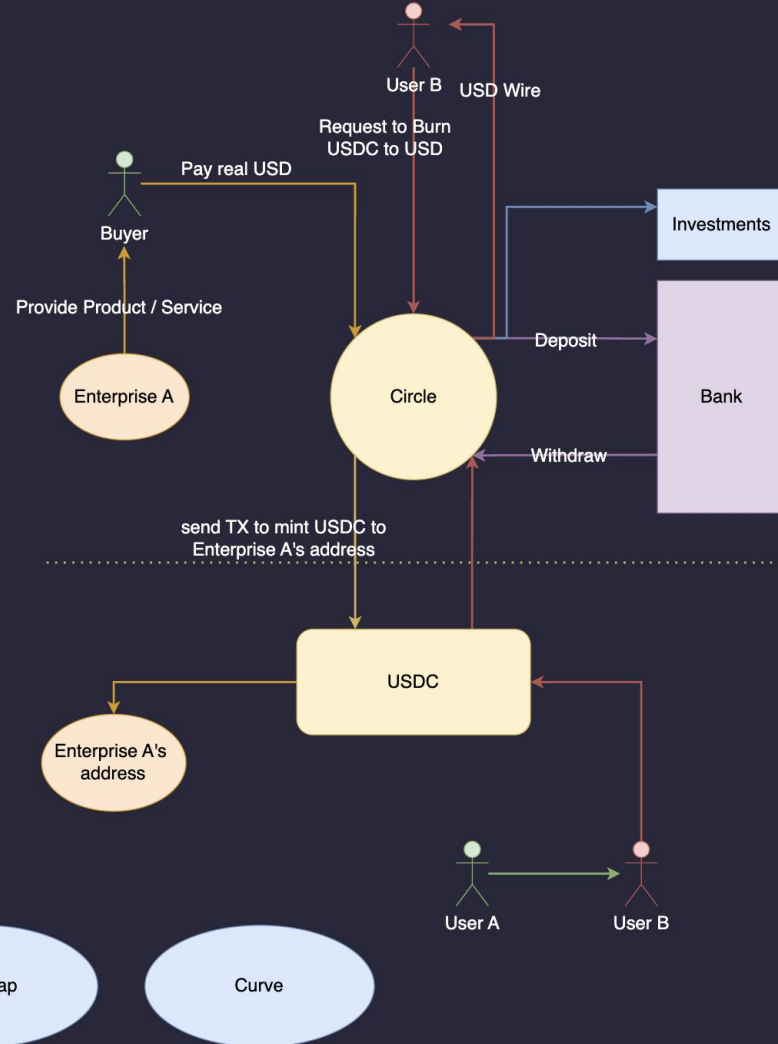 User B
USD Wire
Request to Burn
USDC to USD
Pay real USD
Buyer
Investments
Provide Product / Service
Deposit
Enterprise A
Circle
Bank
Withdraw
send TX to mint USDC to
Enterprise A's address
USDC
Enterprise A's
address
User A
User B
ap
Curve